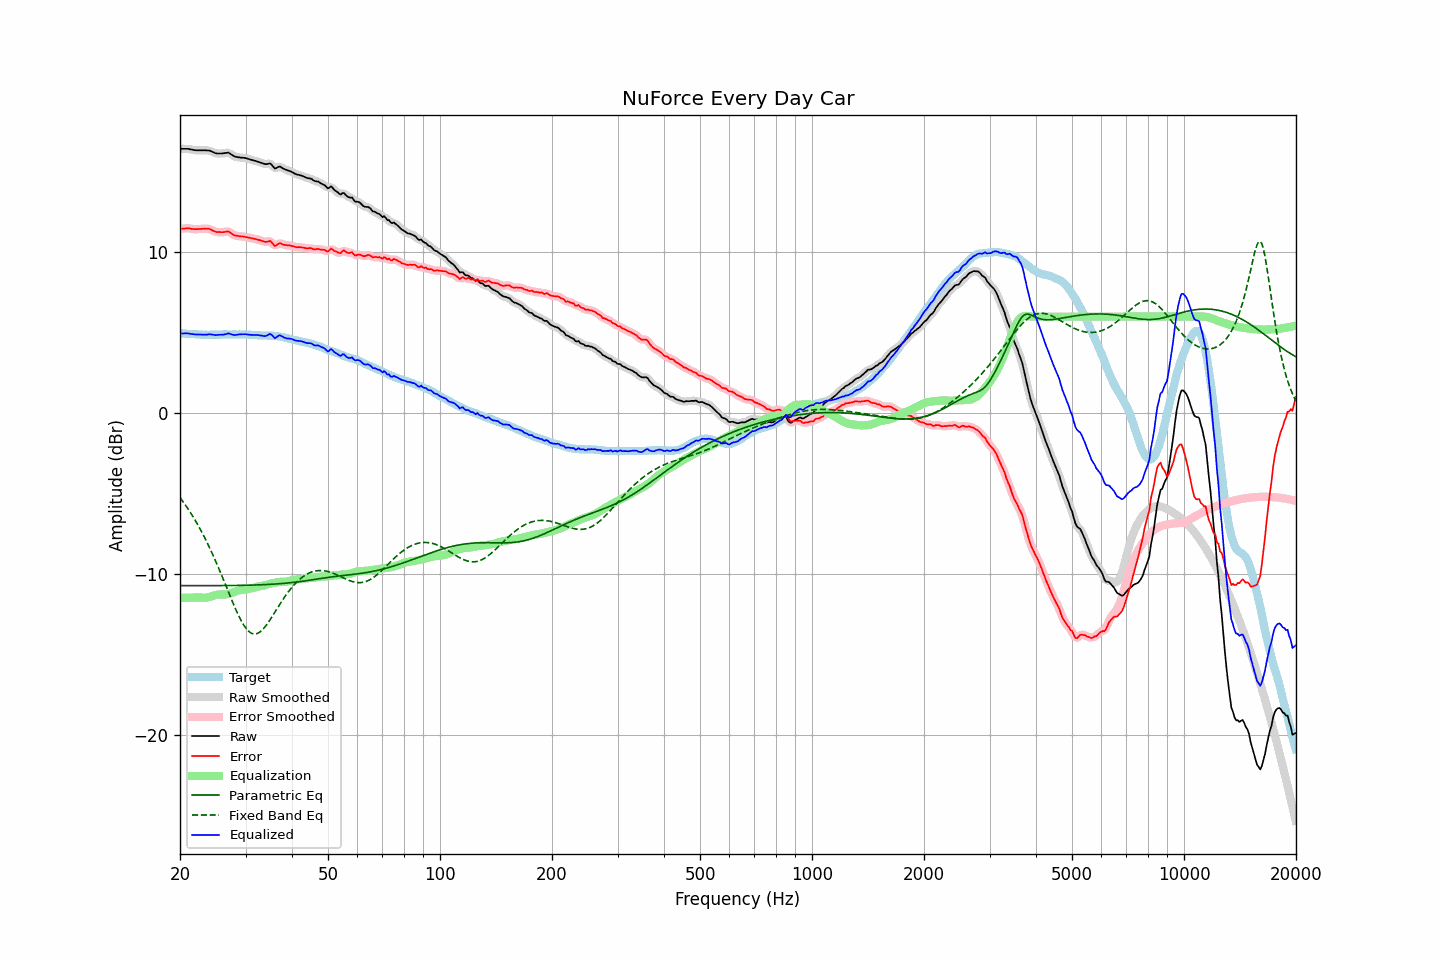 NuForce Every Day Car
Amplitude (dBr)
10
0
−10
−20
Target
Raw Smoothed
Error Smoothed
Raw
Error
Equalization
Parametric Eq
Fixed Band Eq
Equalized
20 50 100 200 500 1000 2000 5000 10000 20000
Frequency (Hz)